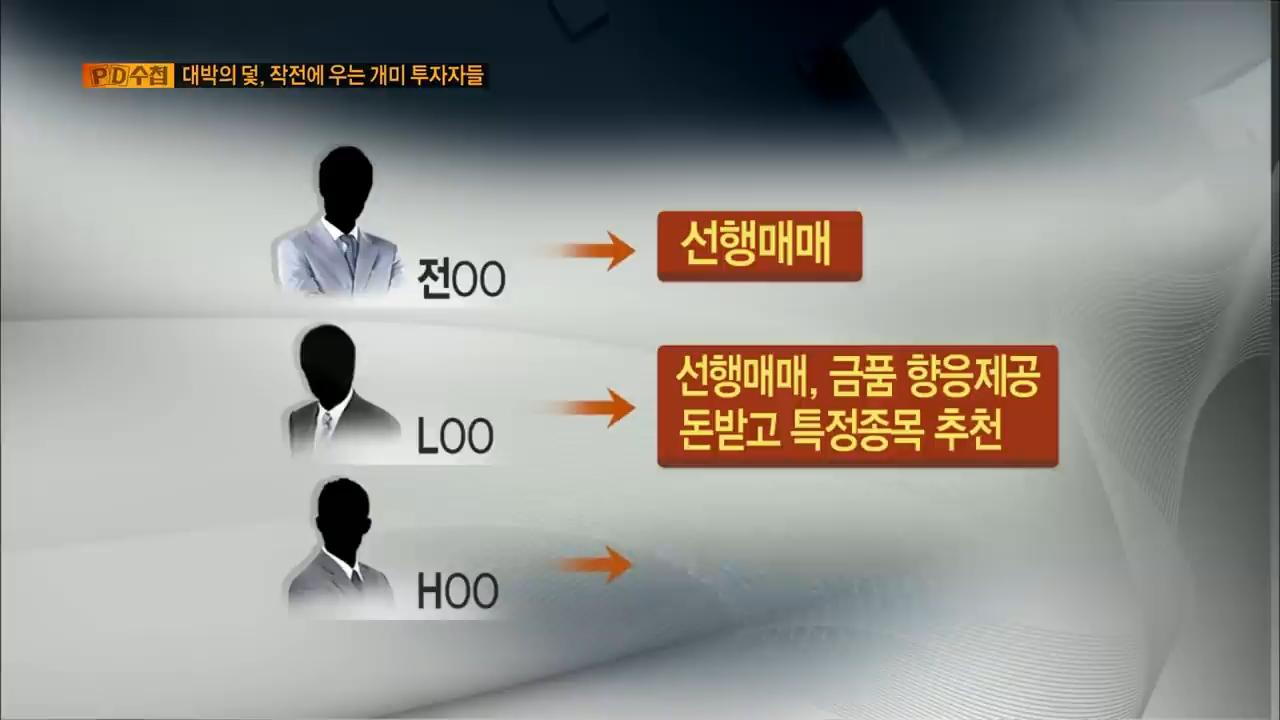 PD수첩 대박의 덫, 작전에 우는 개미 투자자들
전OO
선행매매
LOO
선행매매, 금품 향응제공
돈받고 특정종목 추천
HOO